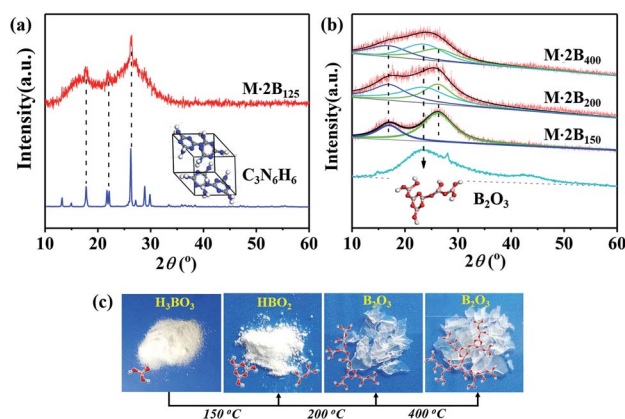 (a)
Intensity(a.u.)
M·2B₁₂₅
C₃N₆H₆
10 20 30 40 50 60
2θ (°)
(b)
Intensity(a.u.)
M·2B₄₀₀
M·2B₂₀₀
M·2B₁₅₀
B₂O₃
10 20 30 40 50 60
2θ (°)
(c)
H₃BO₃ HBO₂ B₂O₃ B₂O₃
150 °C 200 °C 400 °C